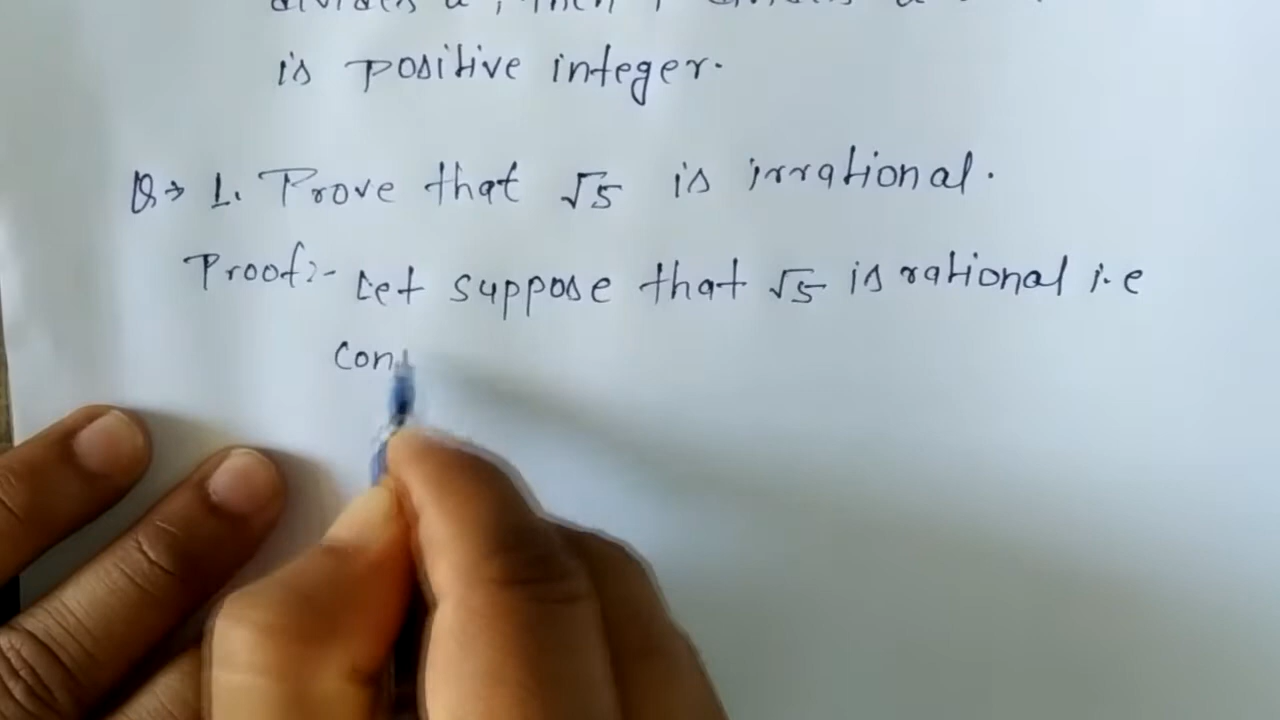 is positive integer.
Q→ 1. Prove that √5 is irrational.
Proof:- Let suppose that √5 is rational i.e
con